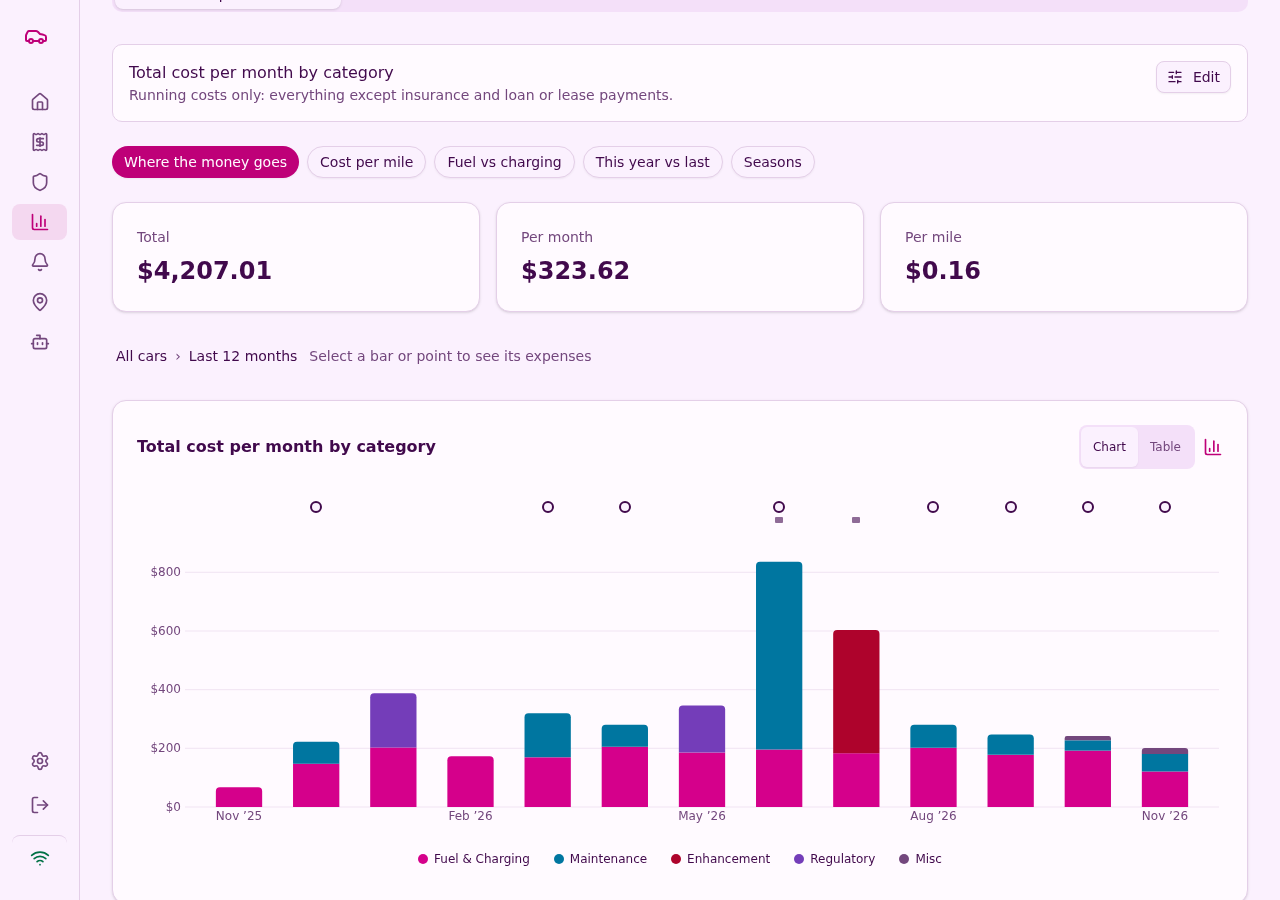 Total cost per month by category
Edit
Running costs only: everything except insurance and loan or lease payments.
Where the money goes
Cost per mile
Fuel vs charging
This year vs last
Seasons
Total
Per month
Per mile
$4,207.01
$323.62
$0.16
All cars › Last 12 months Select a bar or point to see its expenses
Total cost per month by category
Chart
Table
$800
$600
$400
$200
$0
Nov ’25
Feb ’26
May ’26
Aug ’26
Nov ’26
Fuel & Charging
Maintenance
Enhancement
Regulatory
Misc